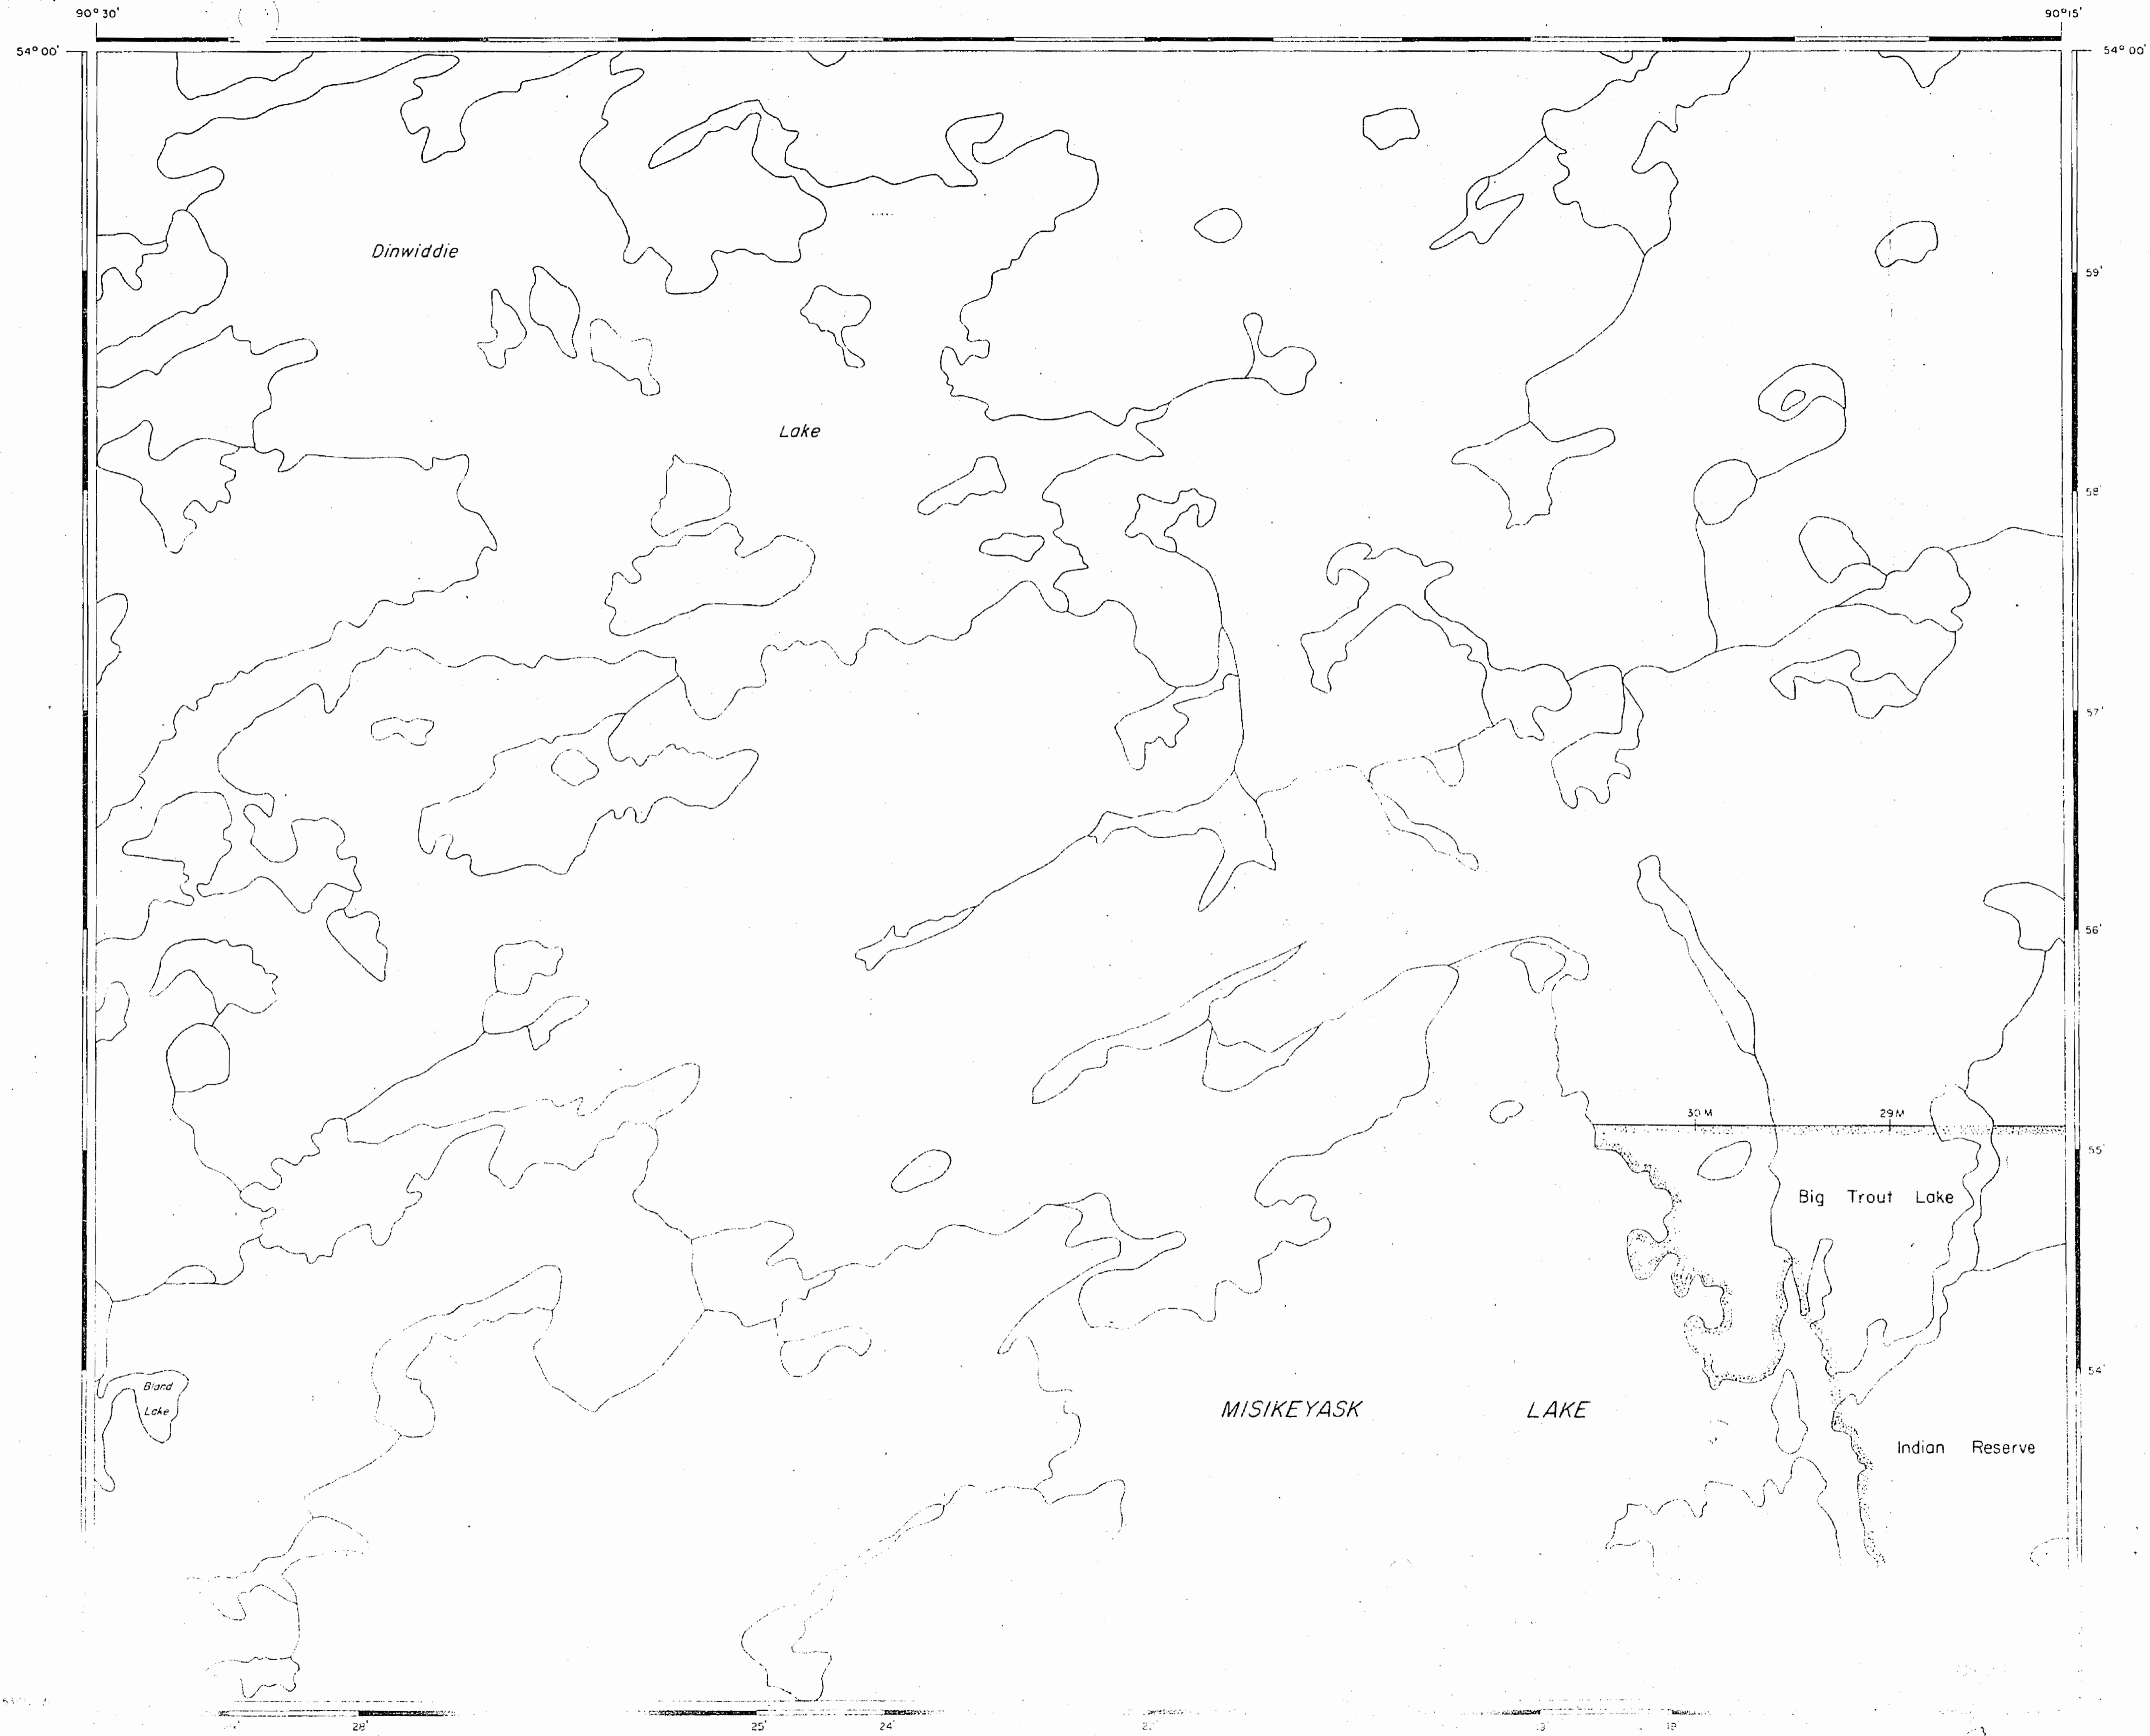 90°30'
90°15'
54°00'
54°00'
Dinwiddie
59'
Lake
58'
57'
56'
30 M
29 M
55'
Big Trout Lake
54'
Bland
Lake
MISIKEYASK LAKE
Indian Reserve
28'
25'
24'